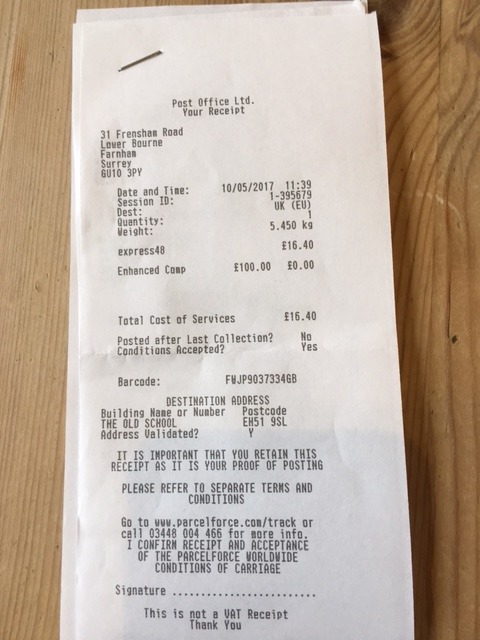 Post Office Ltd.
Your Receipt
31 Frensham Road
Lower Bourne
Farnham
Surrey
GU10 3PY
Date and Time: 10/05/2017 11:39
Session ID: 1-395679
Dest: UK (EU)
Quantity: 1
Weight: 5.450 kg
express48 £16.40
Enhanced Comp £100.00 £0.00
Total Cost of Services £16.40
Posted after Last Collection? No
Conditions Accepted? Yes
Barcode: FWJP9037334GB
DESTINATION ADDRESS
Building Name or Number Postcode
THE OLD SCHOOL EH51 9SL
Address Validated? Y
IT IS IMPORTANT THAT YOU RETAIN THIS
RECEIPT AS IT IS YOUR PROOF OF POSTING
PLEASE REFER TO SEPARATE TERMS AND
CONDITIONS
Go to www.parcelforce.com/track or
call 03448 004 466 for more info.
I CONFIRM RECEIPT AND ACCEPTANCE
OF THE PARCELFORCE WORLDWIDE
CONDITIONS OF CARRIAGE
Signature ........................
This is not a VAT Receipt
Thank You